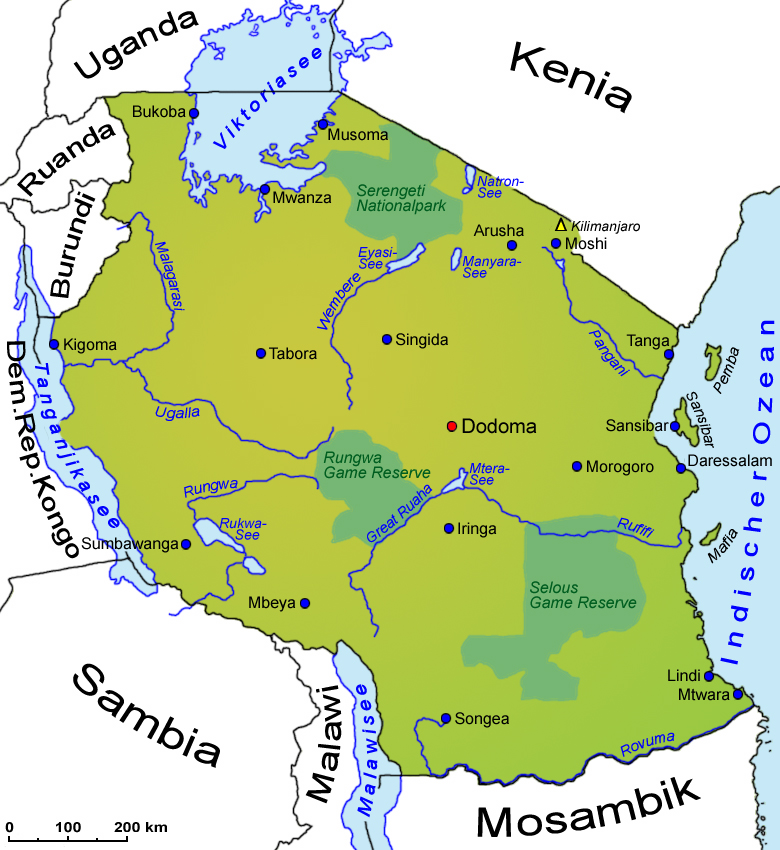 Uganda
Kenia
Viktoriasee
Bukoba
Musoma
Ruanda
Mwanza
Serengeti
Nationalpark
Natron-
See
Burundi
Arusha
Δ Kilimanjaro
Moshi
Malagarasi
Eyasi-
See
Manyara-
See
Wembere
Pangani
Kigoma
Tabora
Singida
Tanga
Pemba
Dem.Rep.Kongo
Tanganjikasee
Ugalla
Dodoma
Sansibar
Sansibar
Indischer Ozean
Rungwa
Game Reserve
Mtera-
See
Morogoro
Daressalam
Rungwa
Great Ruaha
Rukwa-
See
Sumbawanga
Iringa
Rufifi
Mafia
Mbeya
Selous
Game Reserve
Sambia
Malawi
Malawisee
Lindi
Mtwara
Songea
Rovuma
Mosambik
0 100 200 km